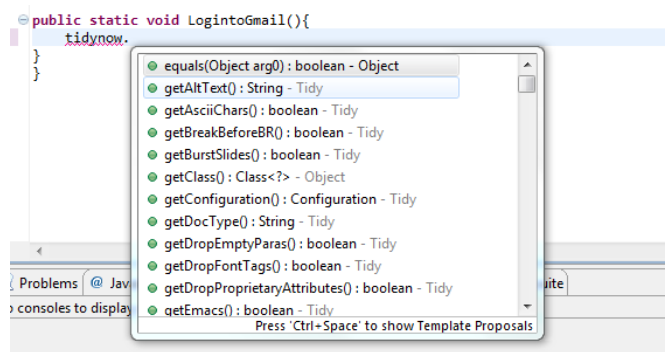 public static void LogintoGmail(){
tidynow.
}
}
equals(Object arg0) : boolean - Object
getAltText() : String - Tidy
getAsciiChars() : boolean - Tidy
getBreakBeforeBR() : boolean - Tidy
getBurstSlides() : boolean - Tidy
getClass() : Class<?> - Object
getConfiguration() : Configuration - Tidy
getDocType() : String - Tidy
getDropEmptyParas() : boolean - Tidy
getDropFontTags() : boolean - Tidy
getDropProprietaryAttributes() : boolean - Tidy
getEmacs() : boolean - Tidy
Press 'Ctrl+Space' to show Template Proposals
Problems @ Jav
consoles to display